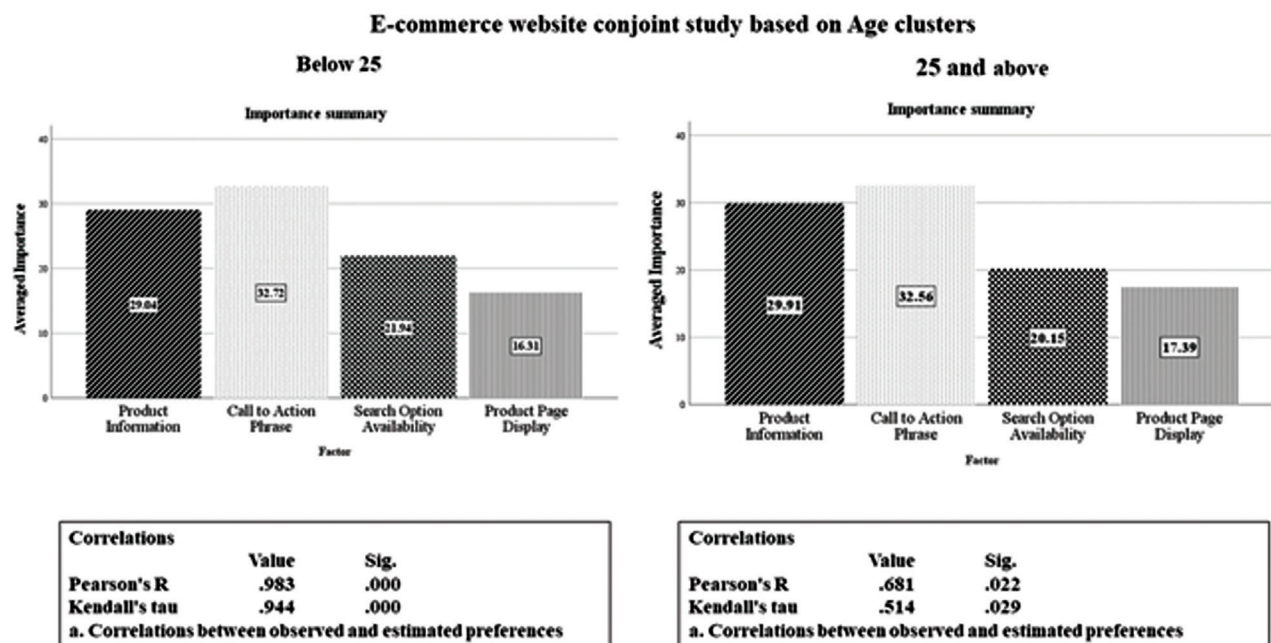 E-commerce website conjoint study based on Age clusters
Below 25
Importance summary
Averaged Importance
40
30
20
10
0
29.04
32.72
21.94
16.31
Product Information
Call to Action Phrase
Search Option Availability
Product Page Display
Factor
Correlations
Value Sig.
Pearson's R .983 .000
Kendall's tau .944 .000
a. Correlations between observed and estimated preferences
25 and above
Importance summary
Averaged Importance
40
30
20
10
0
29.91
32.56
20.15
17.39
Product Information
Call to Action Phrase
Search Option Availability
Product Page Display
Factor
Correlations
Value Sig.
Pearson's R .681 .022
Kendall's tau .514 .029
a. Correlations between observed and estimated preferences